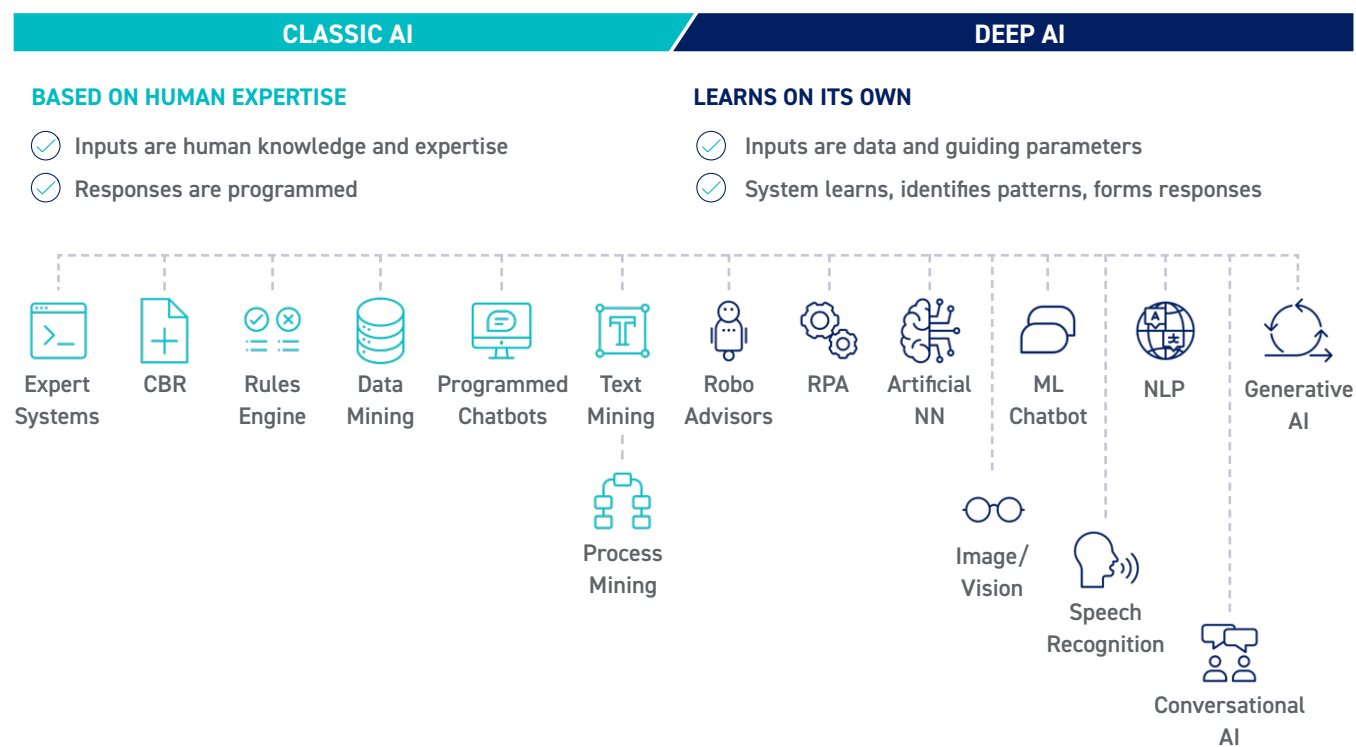 CLASSIC AI
DEEP AI
BASED ON HUMAN EXPERTISE
Inputs are human knowledge and expertise
Responses are programmed
LEARNS ON ITS OWN
Inputs are data and guiding parameters
System learns, identifies patterns, forms responses
Expert
Systems
CBR
Rules
Engine
Data
Mining
Programmed
Chatbots
Text
Mining
Robo
Advisors
RPA
Artificial
NN
ML
Chatbot
NLP
Generative
AI
Process
Mining
Image/
Vision
Speech
Recognition
Conversational
AI